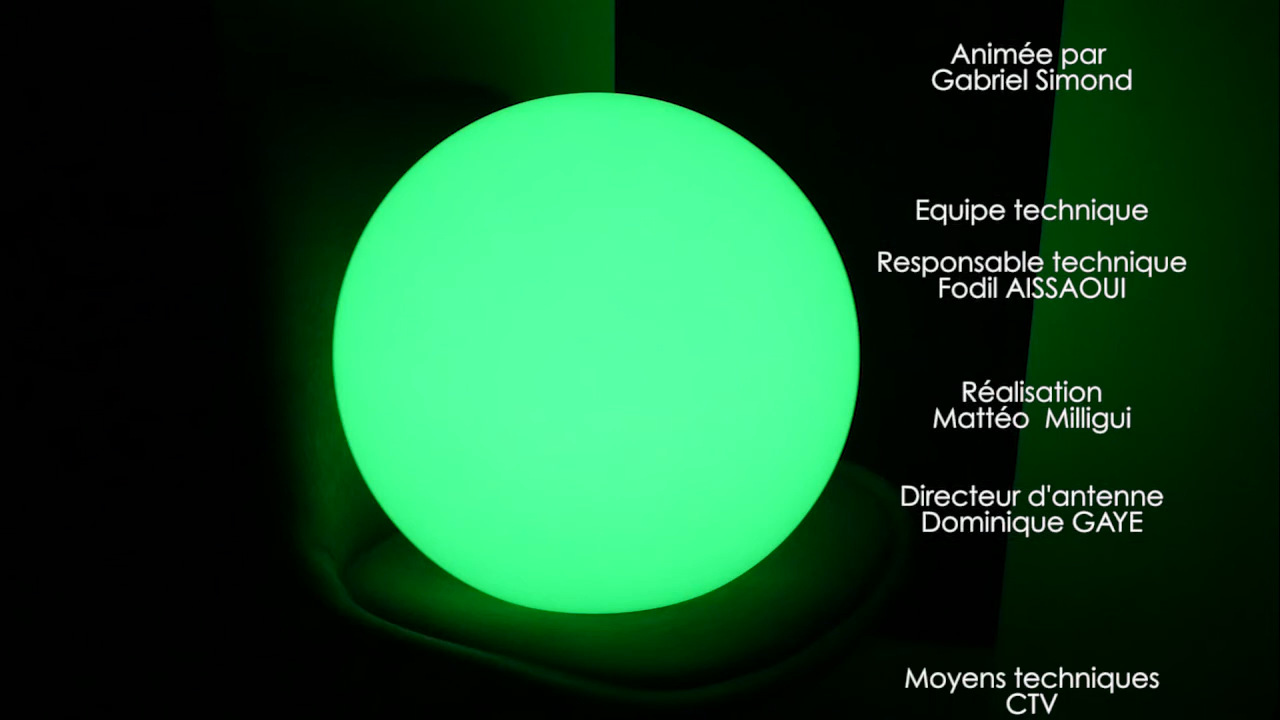 Animée par
Gabriel Simond
Equipe technique
Responsable technique
Fodil AISSAOUI
Réalisation
Mattéo  Milligui
Directeur d'antenne
Dominique GAYE
Moyens techniques
CTV